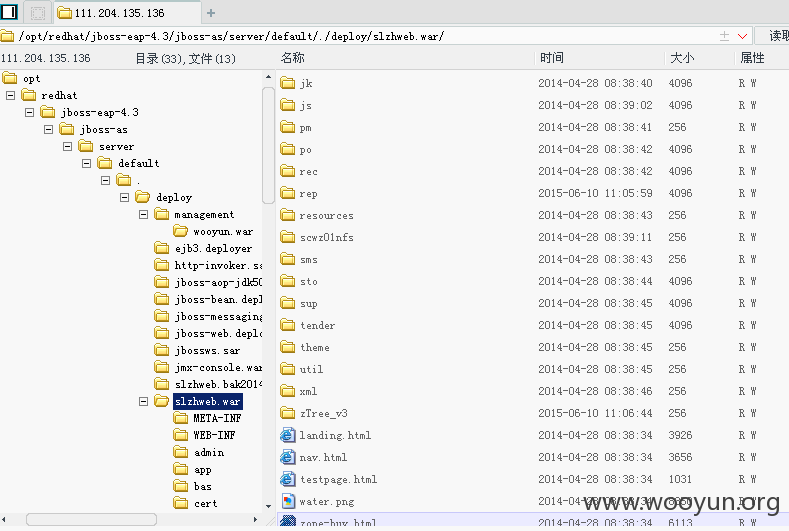 111.204.135.136
/opt/redhat/jboss-eap-4.3/jboss-as/server/default/./deploy/slzhweb.war/
读取
111.204.135.136 目录(33),文件(13)
名称 时间 大小 属性
opt
redhat
jboss-eap-4.3
jboss-as
server
default
.
deploy
management
wooyun.war
ejb3.deployer
http-invoker.sa
jboss-aop-jdk50
jboss-bean.depl
jboss-messaging
jboss-web.deplo
jbossws.sar
jmx-console.war
slzhweb.bak2014
slzhweb.war
META-INF
WEB-INF
admin
app
bas
cert
jk 2014-04-28 08:38:40 4096 R W
js 2014-04-28 08:39:02 4096 R W
pm 2014-04-28 08:38:41 256 R W
po 2014-04-28 08:38:42 4096 R W
rec 2014-04-28 08:38:42 4096 R W
rep 2015-06-10 11:05:59 4096 R W
resources 2014-04-28 08:38:43 256 R W
scwz01nfs 2014-04-28 08:39:11 256 R W
sms 2014-04-28 08:38:43 256 R W
sto 2014-04-28 08:38:44 4096 R W
sup 2014-04-28 08:38:45 4096 R W
tender 2014-04-28 08:38:45 4096 R W
theme 2014-04-28 08:38:45 256 R W
util 2014-04-28 08:38:45 256 R W
xml 2014-04-28 08:38:46 256 R W
zTree_v3 2015-06-10 11:06:44 256 R W
landing.html 2014-04-28 08:38:34 3926 R W
nav.html 2014-04-28 08:38:34 3656 R W
testpage.html 2014-04-28 08:38:34 1031 R W
water.png 2014-04-28 08:38:34 R W
zone-buy.html 2014-04-28 08:38:34 6113 R W
www.wooyun.org